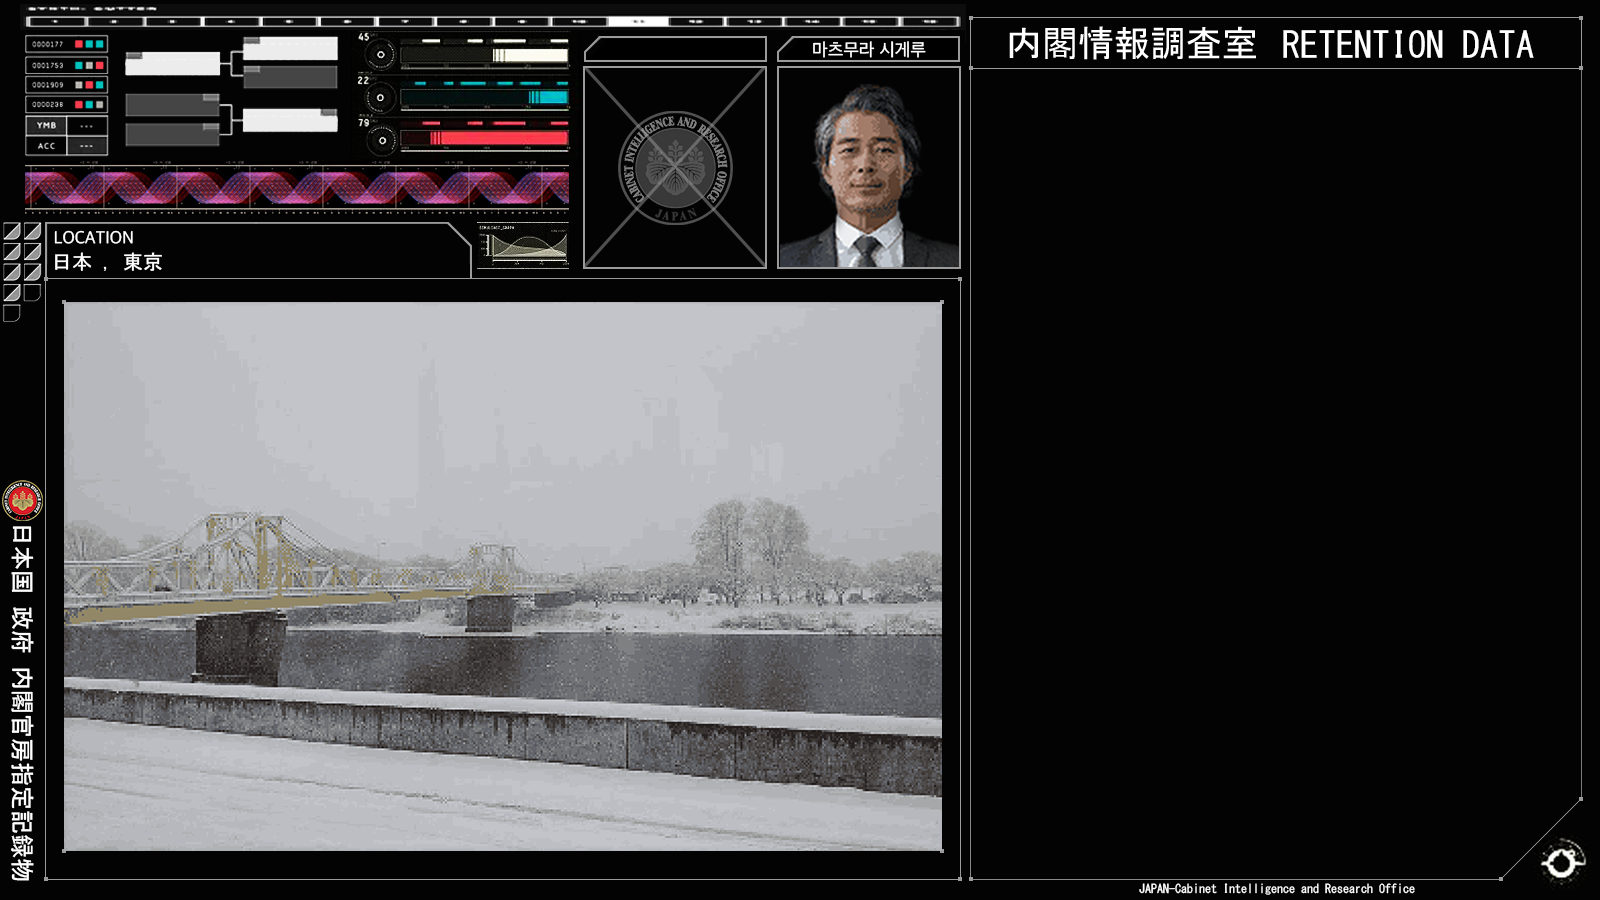 0000177
0001753
0001909
0000238
YMB ---
ACC ---
45
22
79
마츠무라 시게루
CABINET INTELLIGENCE AND RESEARCH OFFICE
JAPAN
LOCATION
日本 , 東京
内閣情報調査室 RETENTION DATA
日本国 政府 内閣官房指定記録物
JAPAN-Cabinet Intelligence and Research Office